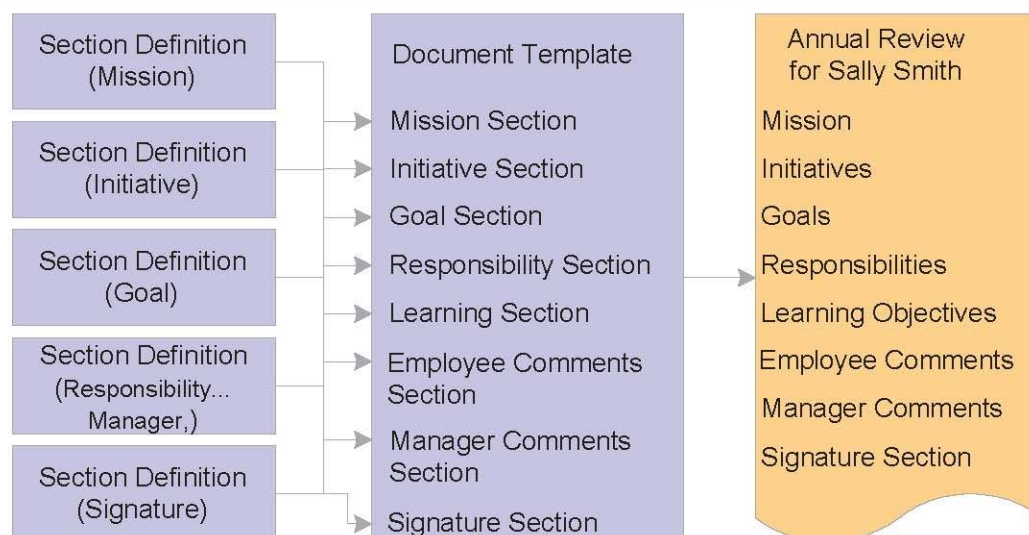 Section Definition
(Mission)
Section Definition
(Initiative)
Section Definition
(Goal)
Section Definition
(Responsibility...
Manager,)
Section Definition
(Signature)
Document Template
Mission Section
Initiative Section
Goal Section
Responsibility Section
Learning Section
Employee Comments
Section
Manager Comments
Section
Signature Section
Annual Review
for Sally Smith
Mission
Initiatives
Goals
Responsibilities
Learning Objectives
Employee Comments
Manager Comments
Signature Section